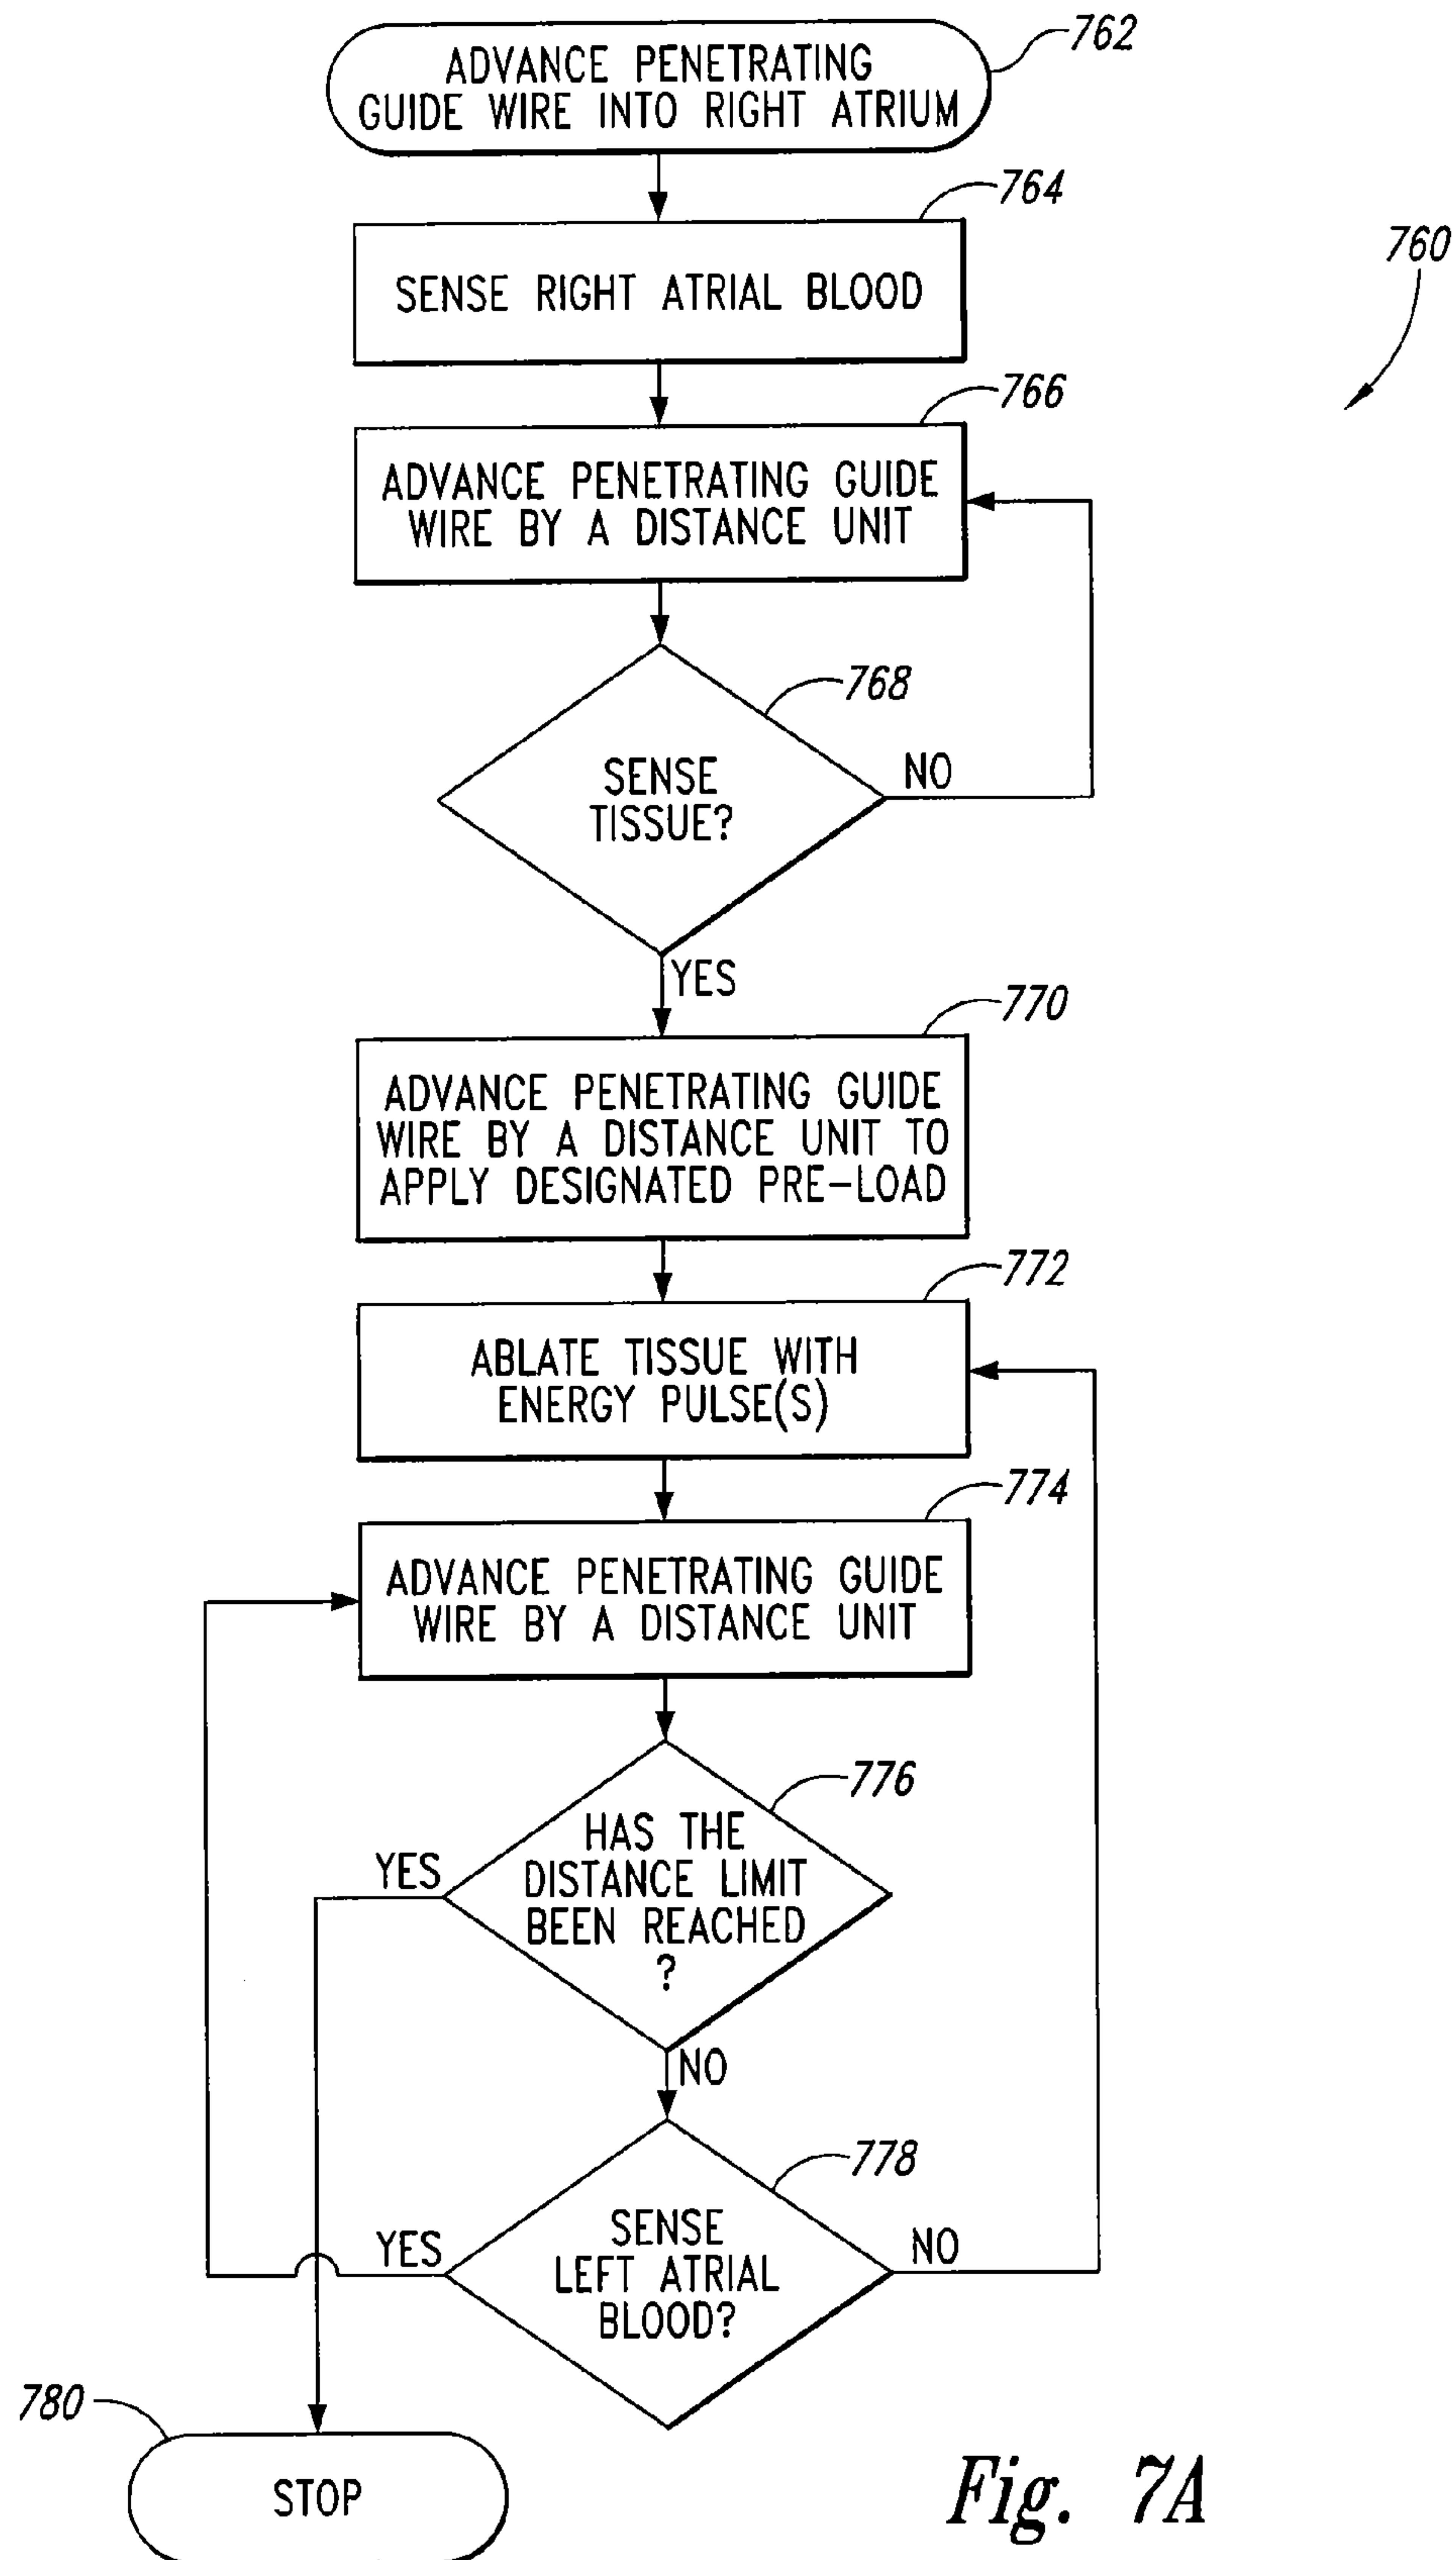 ADVANCE PENETRATING
GUIDE WIRE INTO RIGHT ATRIUM
762
764
SENSE RIGHT ATRIAL BLOOD
760
766
ADVANCE PENETRATING GUIDE
WIRE BY A DISTANCE UNIT
768
SENSE
TISSUE?
NO
YES
770
ADVANCE PENETRATING GUIDE
WIRE BY A DISTANCE UNIT TO
APPLY DESIGNATED PRE-LOAD
772
ABLATE TISSUE WITH
ENERGY PULSE(S)
774
ADVANCE PENETRATING GUIDE
WIRE BY A DISTANCE UNIT
776
HAS THE
DISTANCE LIMIT
BEEN REACHED
?
YES
NO
778
SENSE
LEFT ATRIAL
BLOOD?
YES
NO
780
STOP
Fig. 7A